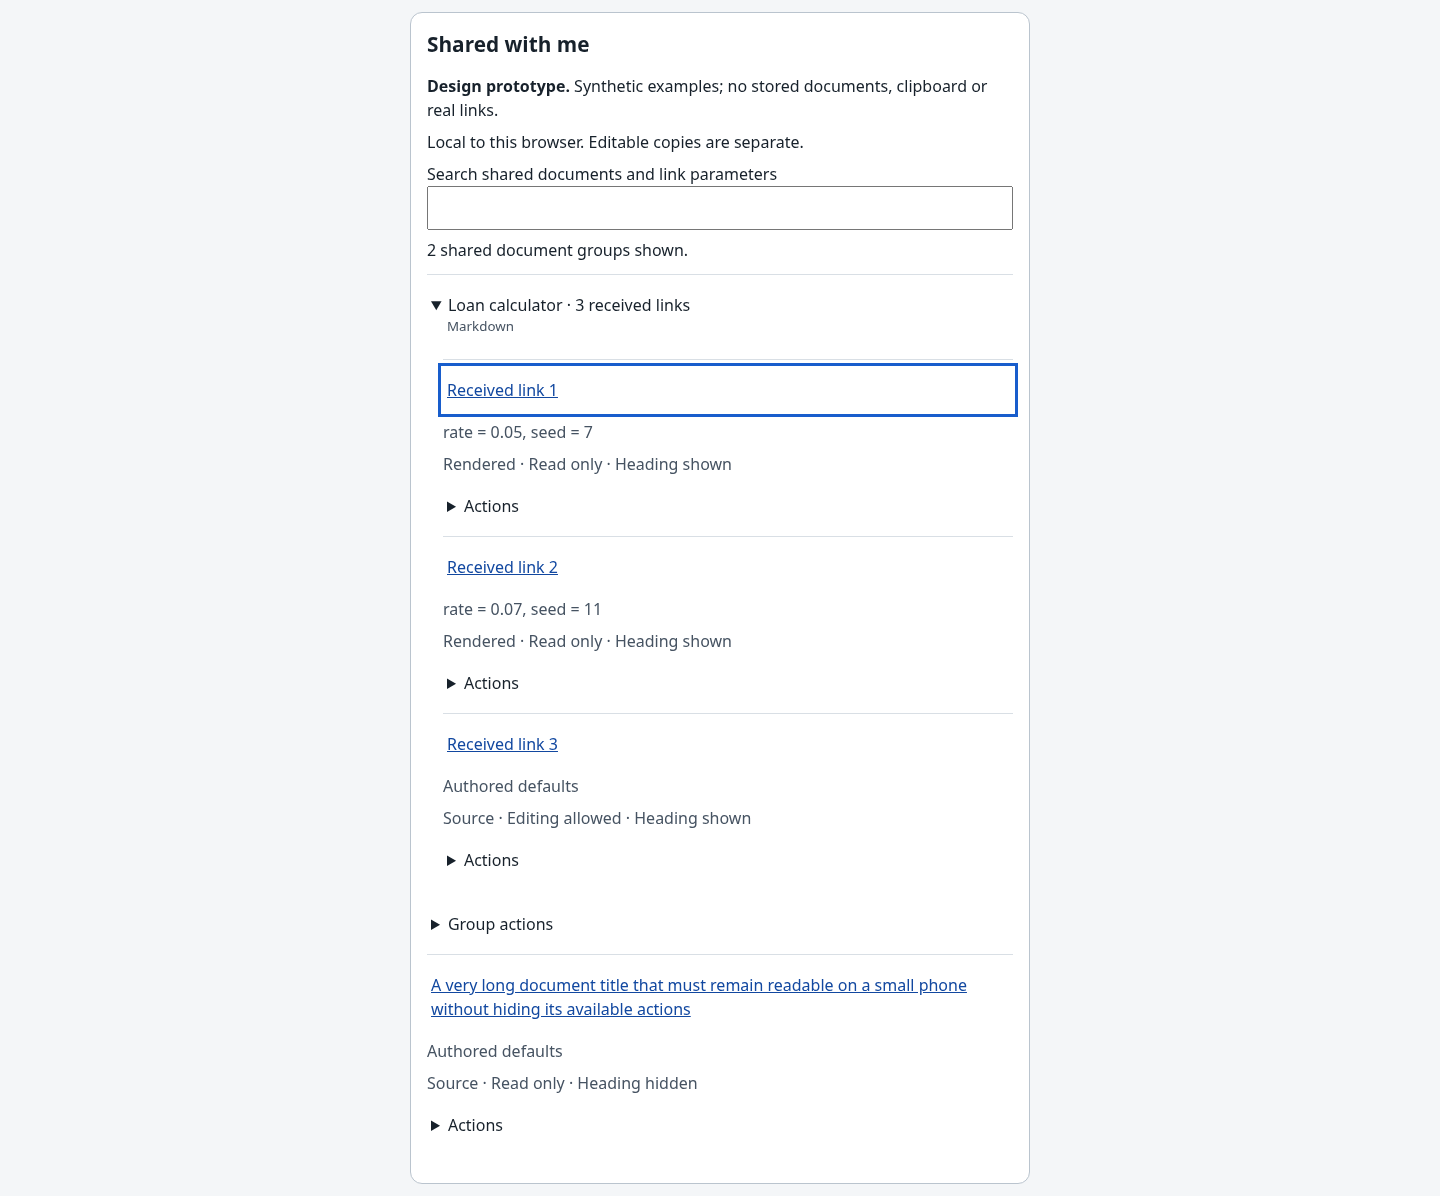 Shared with me
Design prototype. Synthetic examples; no stored documents, clipboard or
real links.
Local to this browser. Editable copies are separate.
Search shared documents and link parameters
2 shared document groups shown.
Loan calculator · 3 received links
Markdown
Received link 1
rate = 0.05, seed = 7
Rendered · Read only · Heading shown
Actions
Received link 2
rate = 0.07, seed = 11
Rendered · Read only · Heading shown
Actions
Received link 3
Authored defaults
Source · Editing allowed · Heading shown
Actions
Group actions
A very long document title that must remain readable on a small phone
without hiding its available actions
Authored defaults
Source · Read only · Heading hidden
Actions